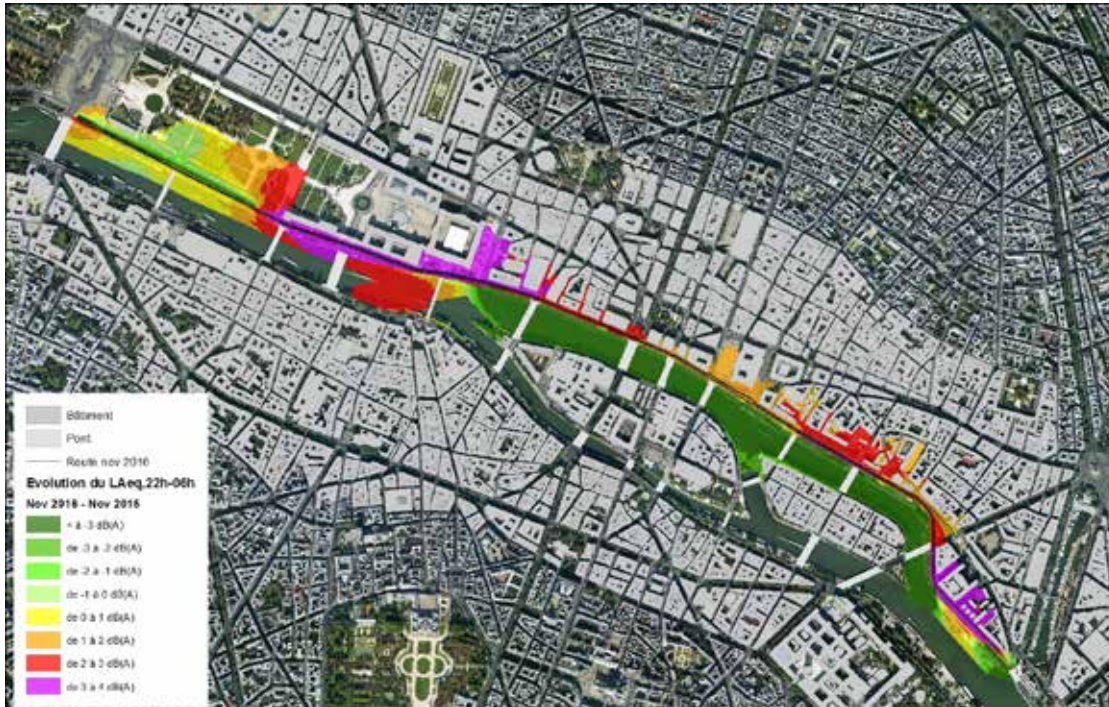 Bâtiment
Pont
Route nov 2016
Evolution du LAeq,22h-06h
Nov 2016 - Nov 2015
< à -3 dB(A)
de -3 à -2 dB(A)
de -2 à -1 dB(A)
de -1 à 0 dB(A)
de 0 à 1 dB(A)
de 1 à 2 dB(A)
de 2 à 3 dB(A)
de 3 à 4 dB(A)